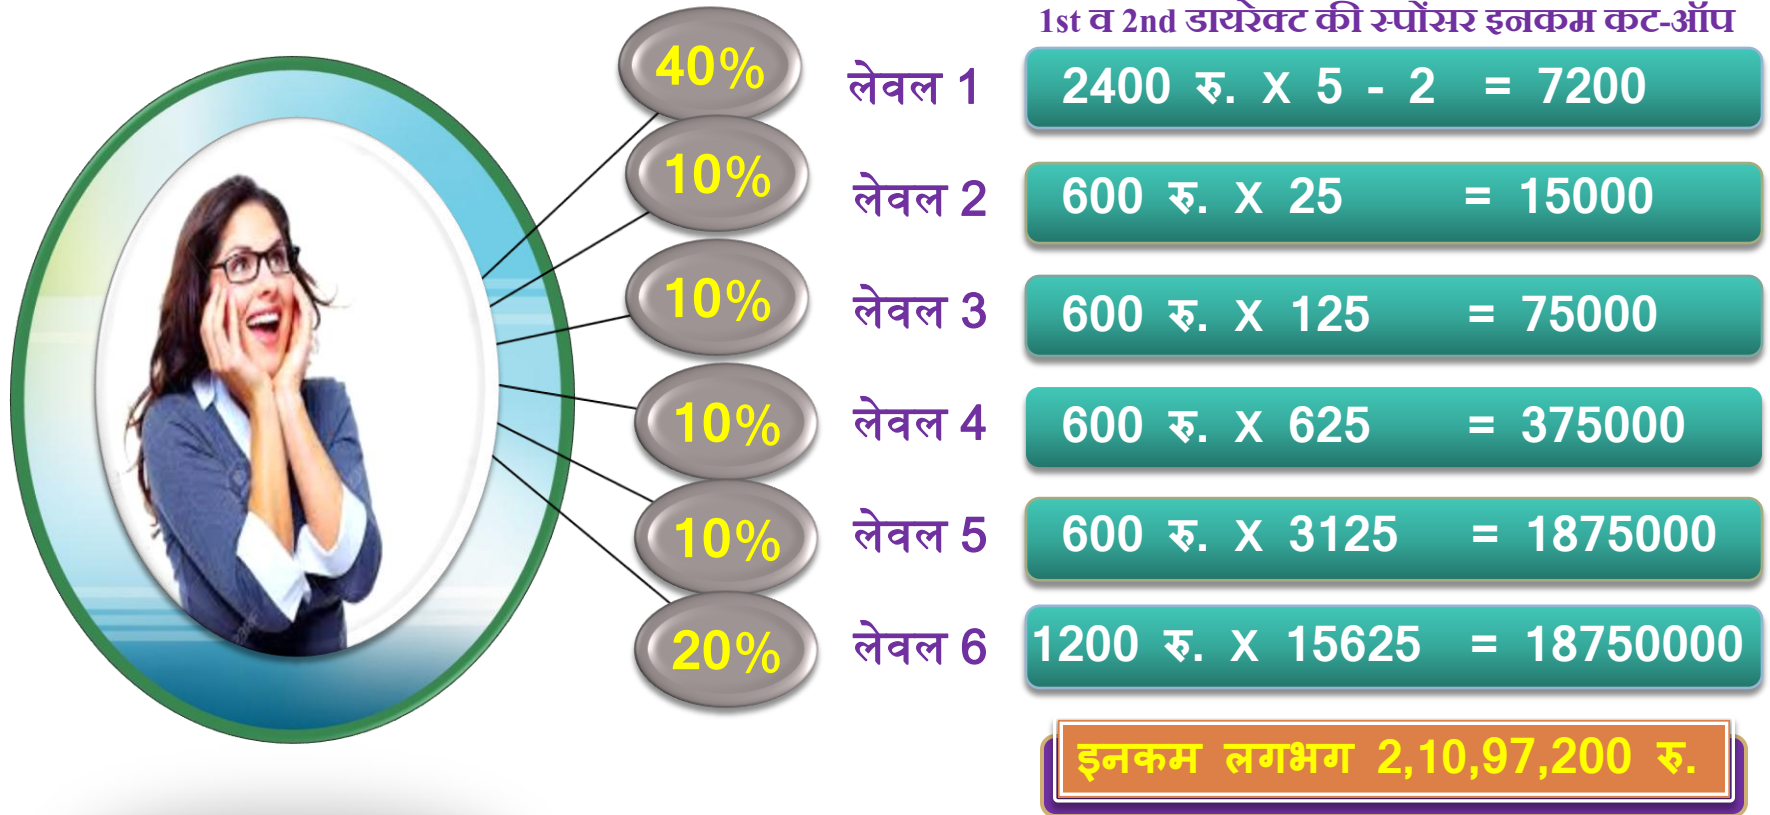 1st व 2nd डायरेक्ट की स्पोंसर इनकम कट-ऑप
40% लेवल 1 2400 रु. X 5 - 2 = 7200
10% लेवल 2 600 रु. X 25 = 15000
10% लेवल 3 600 रु. X 125 = 75000
10% लेवल 4 600 रु. X 625 = 375000
10% लेवल 5 600 रु. X 3125 = 1875000
20% लेवल 6 1200 रु. X 15625 = 18750000
इनकम लगभग 2,10,97,200 रु.